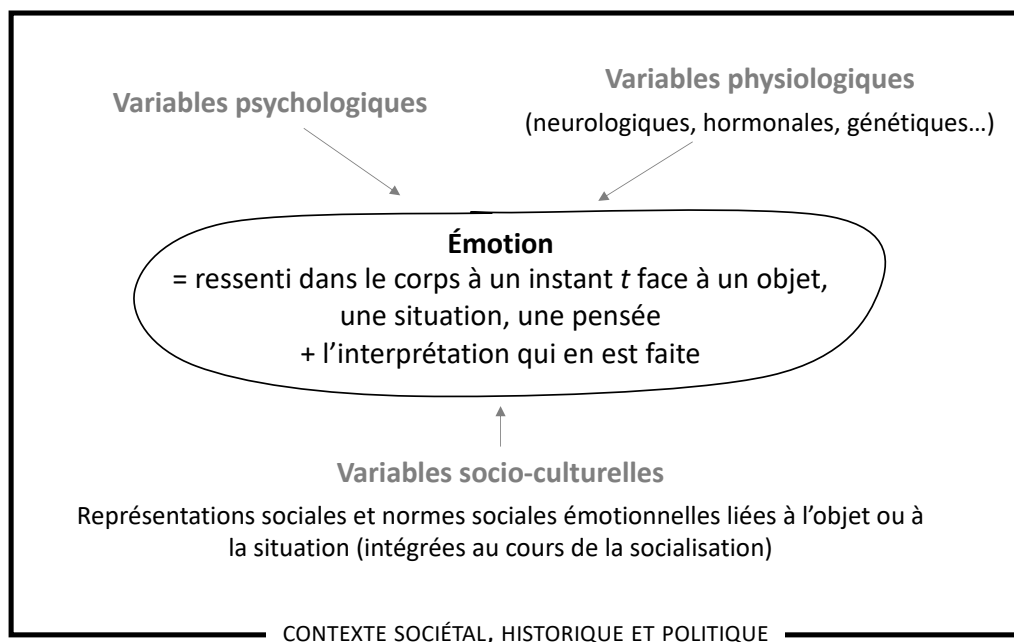 Variables psychologiques
Variables physiologiques
(neurologiques, hormonales, génétiques…)
Émotion
= ressenti dans le corps à un instant t face à un objet,
une situation, une pensée
+ l’interprétation qui en est faite
Variables socio-culturelles
Représentations sociales et normes sociales émotionnelles liées à l’objet ou à
la situation (intégrées au cours de la socialisation)
CONTEXTE SOCIÉTAL, HISTORIQUE ET POLITIQUE